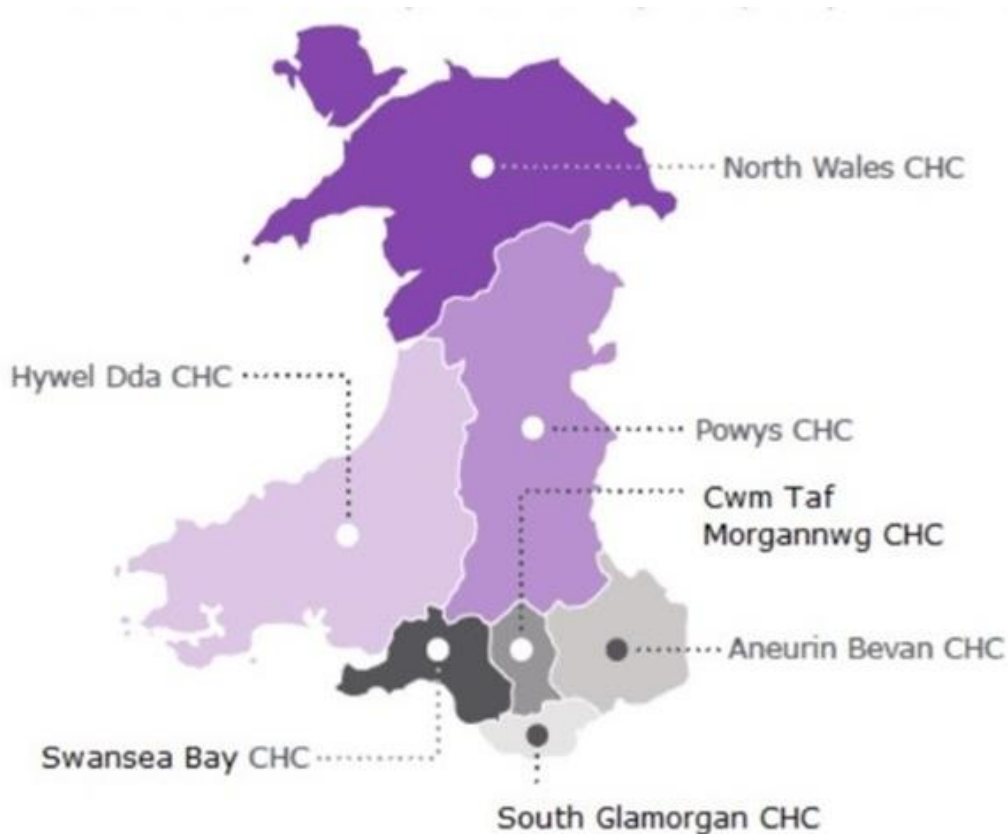 North Wales CHC
Hywel Dda CHC
Powys CHC
Cwm Taf
Morgannwg CHC
Aneurin Bevan CHC
Swansea Bay CHC
South Glamorgan CHC